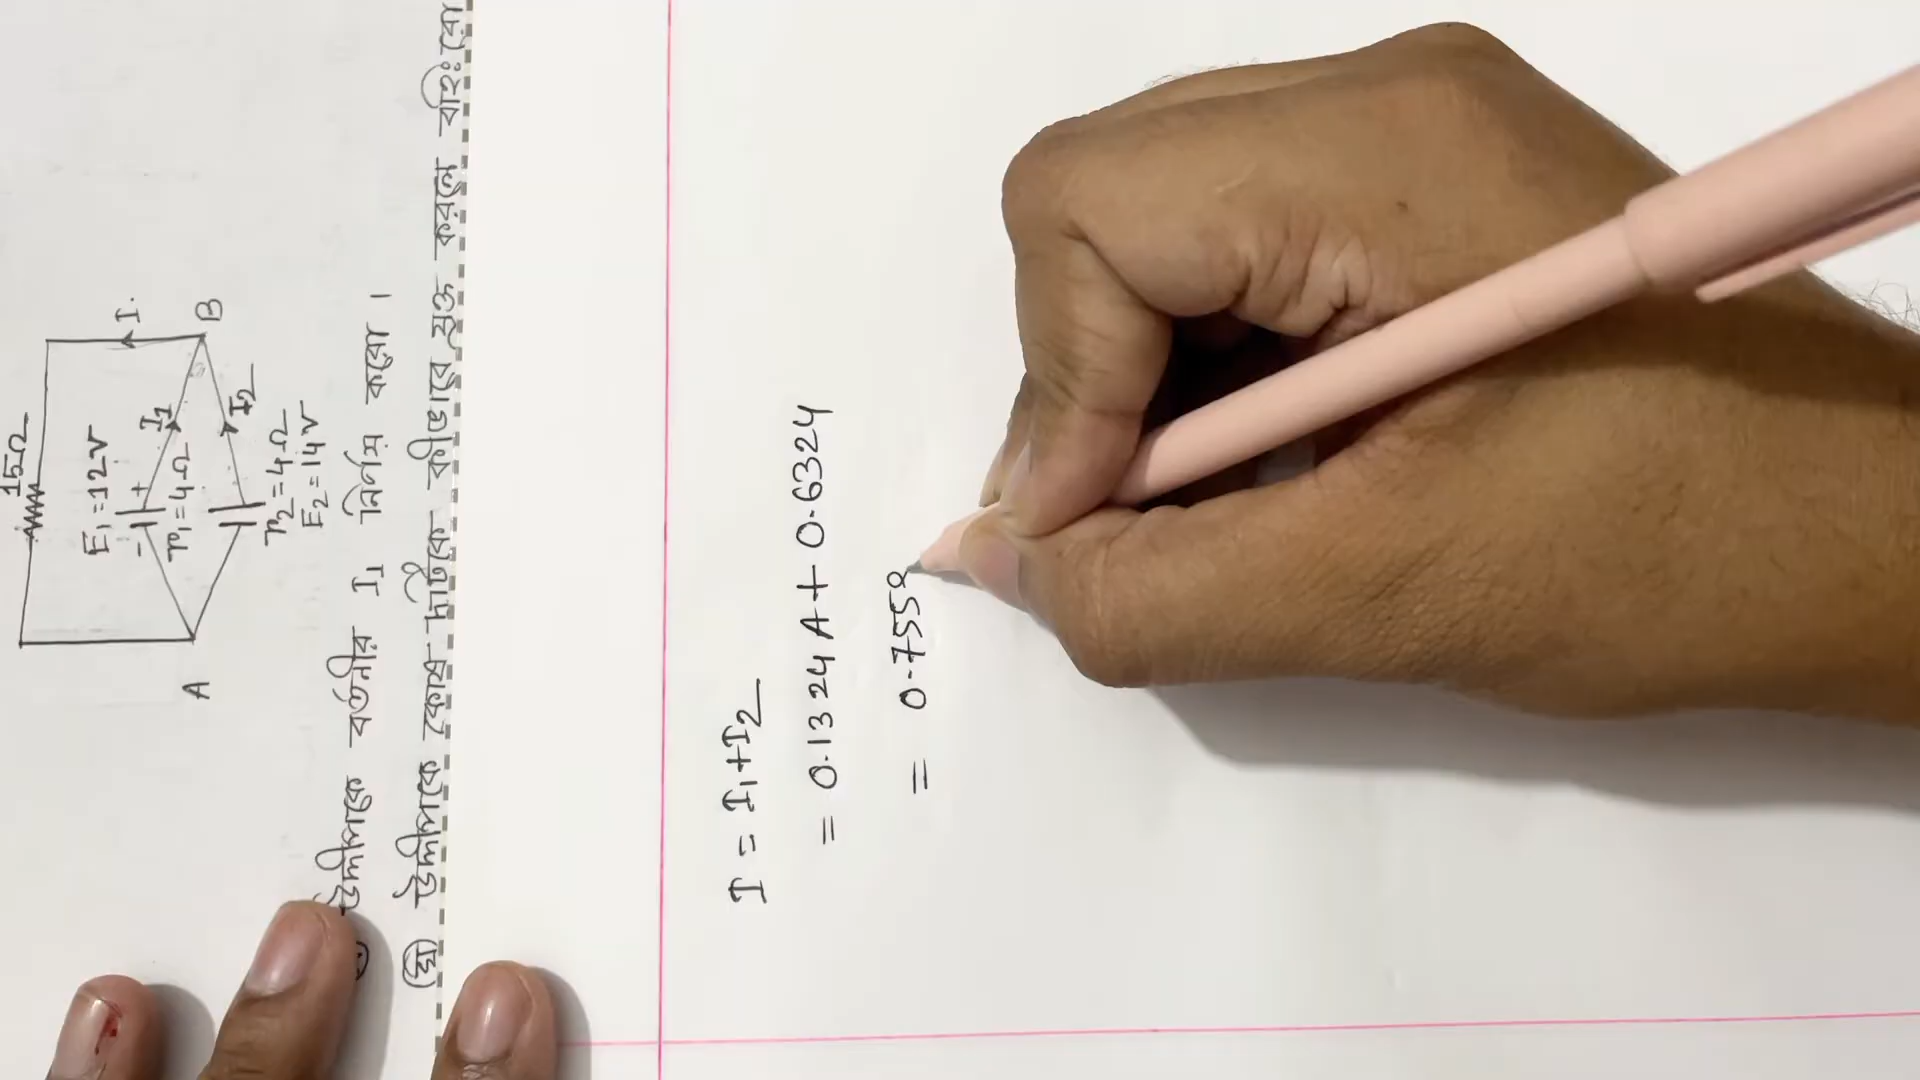 15Ω
E₁=12V
- +
I₁
r₁=4Ω
I.
A
B
I₂
r₂=4Ω
E₂=14V
উদ্দীপকে বর্তনীর I₁ নির্ণয় করো।
(ঘ) উদ্দীপকে কোষ দুটিকে কীভাবে যুক্ত করলে বহিঃ
I = I₁+I₂
= 0.1324 A + 0.6324
= 0.755